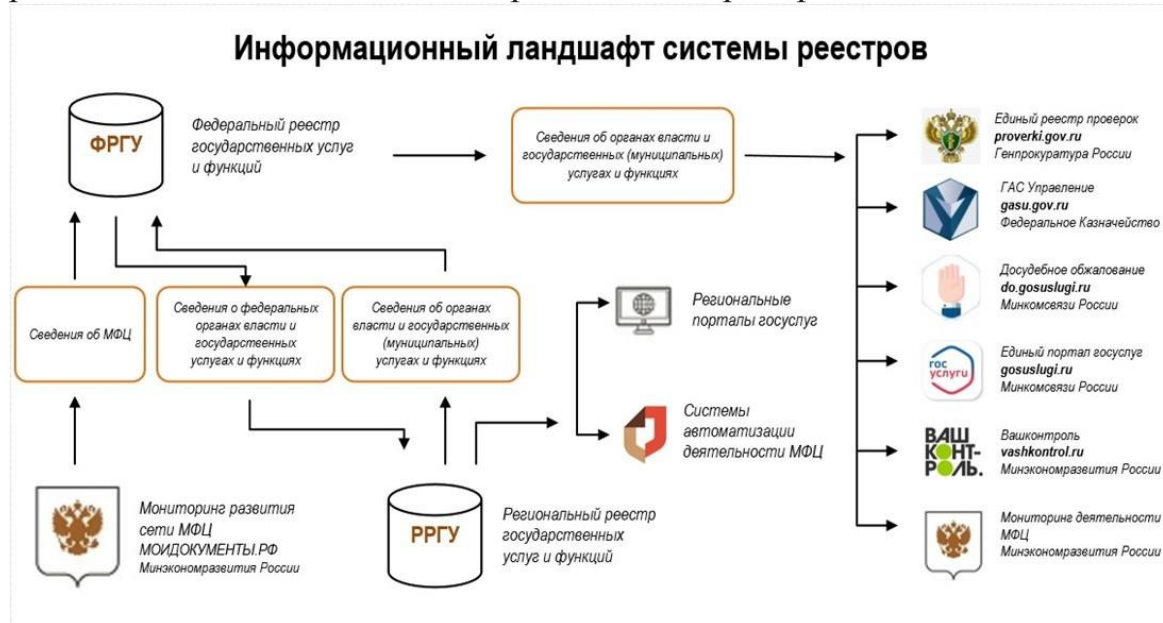 Информационный ландшафт системы реестров
ФРГУ
Федеральный реестр
государственных услуг
и функций
Сведения об органах власти и
государственных (муниципальных)
услугах и функциях
Единый реестр проверок
proverki.gov.ru
Генпрокуратура России
ГАС Управление
gasu.gov.ru
Федеральное Казначейство
Досудебное обжалование
do.gosuslugi.ru
Минкомсвязи России
гос
услуги
Единый портал госуслуг
gosuslugi.ru
Минкомсвязи России
ВАШ
КОНТ-
РОЛЬ.
Вашконтроль
vashkontrol.ru
Минэкономразвития России
Мониторинг деятельности
МФЦ
Минэкономразвития России
Сведения об МФЦ
Сведения о федеральных
органах власти и
государственных
услугах и функциях
Сведения об органах
власти и государственных
(муниципальных)
услугах и функциях
Региональные
порталы госуслуг
Системы
автоматизации
деятельности МФЦ
Мониторинг развития
сети МФЦ
МОИДОКУМЕНТЫ.РФ
Минэкономразвития России
РРГУ
Региональный реестр
государственных
услуг и функций